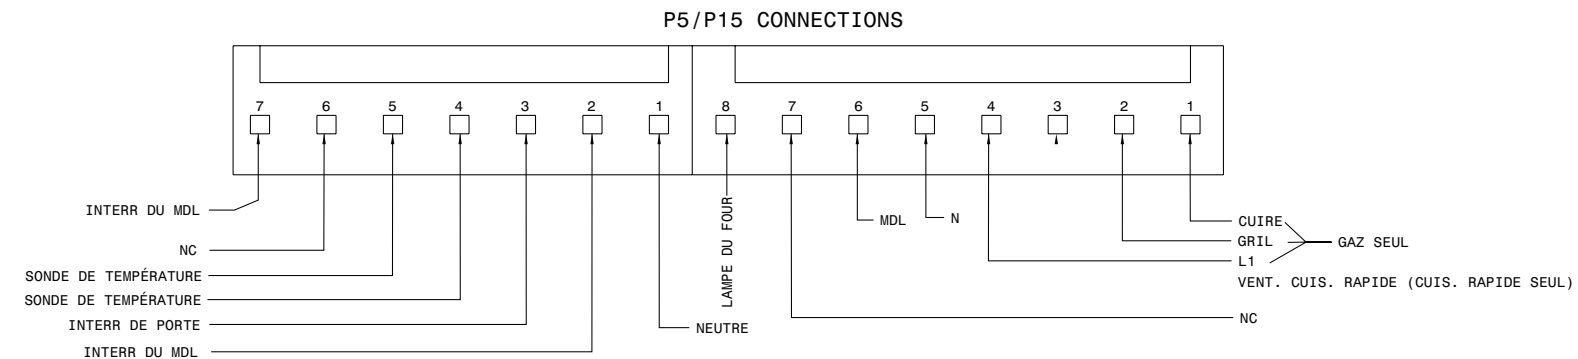 P5/P15 CONNECTIONS
7 6 5 4 3 2 1 8 7 6 5 4 3 2 1
INTERR DU MDL
NC
SONDE DE TEMPÉRATURE
SONDE DE TEMPÉRATURE
INTERR DE PORTE
INTERR DU MDL
NEUTRE
LAMPE DU FOUR
MDL
N
CUIRE
GRIL
L1
GAZ SEUL
VENT. CUIS. RAPIDE (CUIS. RAPIDE SEUL)
NC